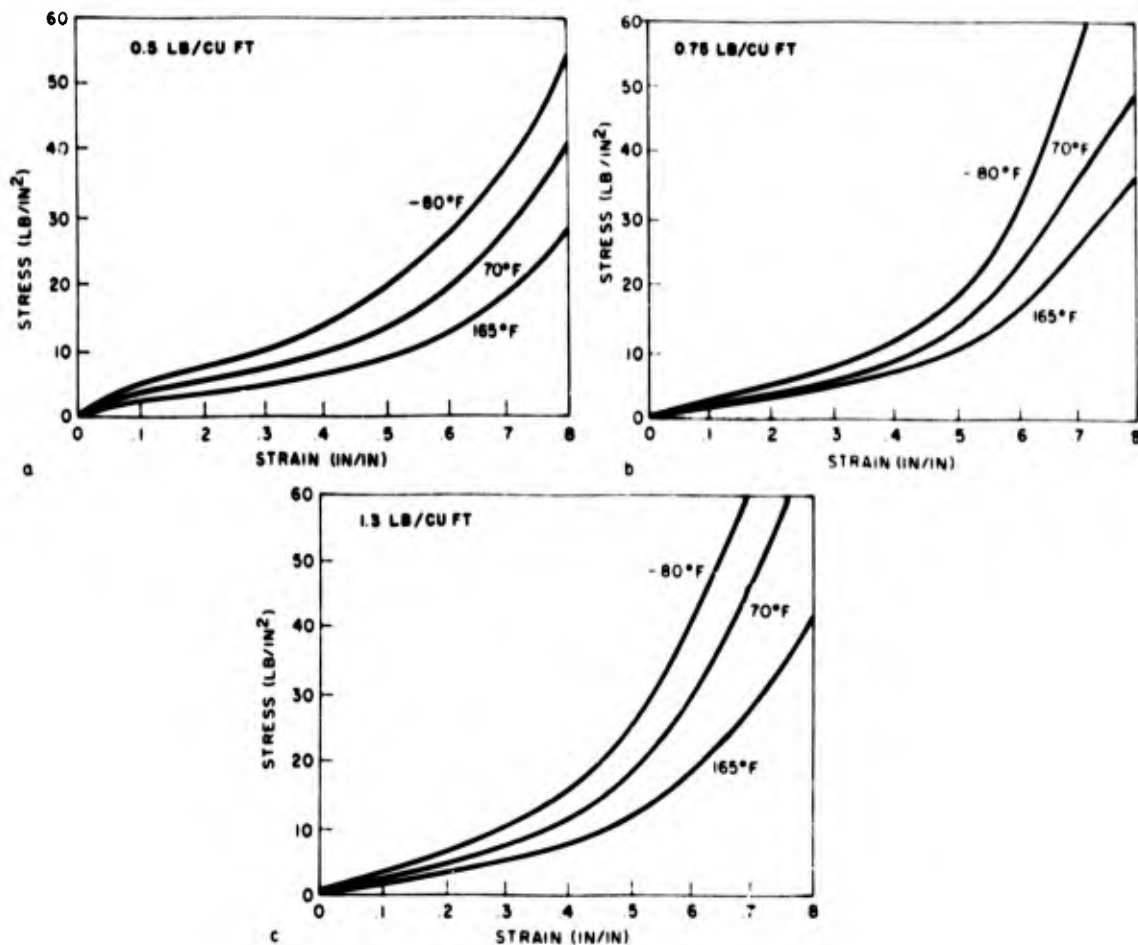 0.5 LB/CU FT
60
50
40
30
20
10
0
STRESS (LB/IN²)
-80°F
70°F
165°F
0 .1 .2 .3 .4 .5 .6 .7 .8
STRAIN (IN/IN)
a
0.75 LB/CU FT
60
50
40
30
20
10
0
STRESS (LB/IN²)
-80°F
70°F
165°F
0 .1 .2 .3 .4 .5 .6 .7 .8
STRAIN (IN/IN)
b
1.3 LB/CU FT
60
50
40
30
20
10
0
STRESS (LB/IN²)
-80°F
70°F
165°F
0 .1 .2 .3 .4 .5 .6 .7 .8
STRAIN (IN/IN)
c